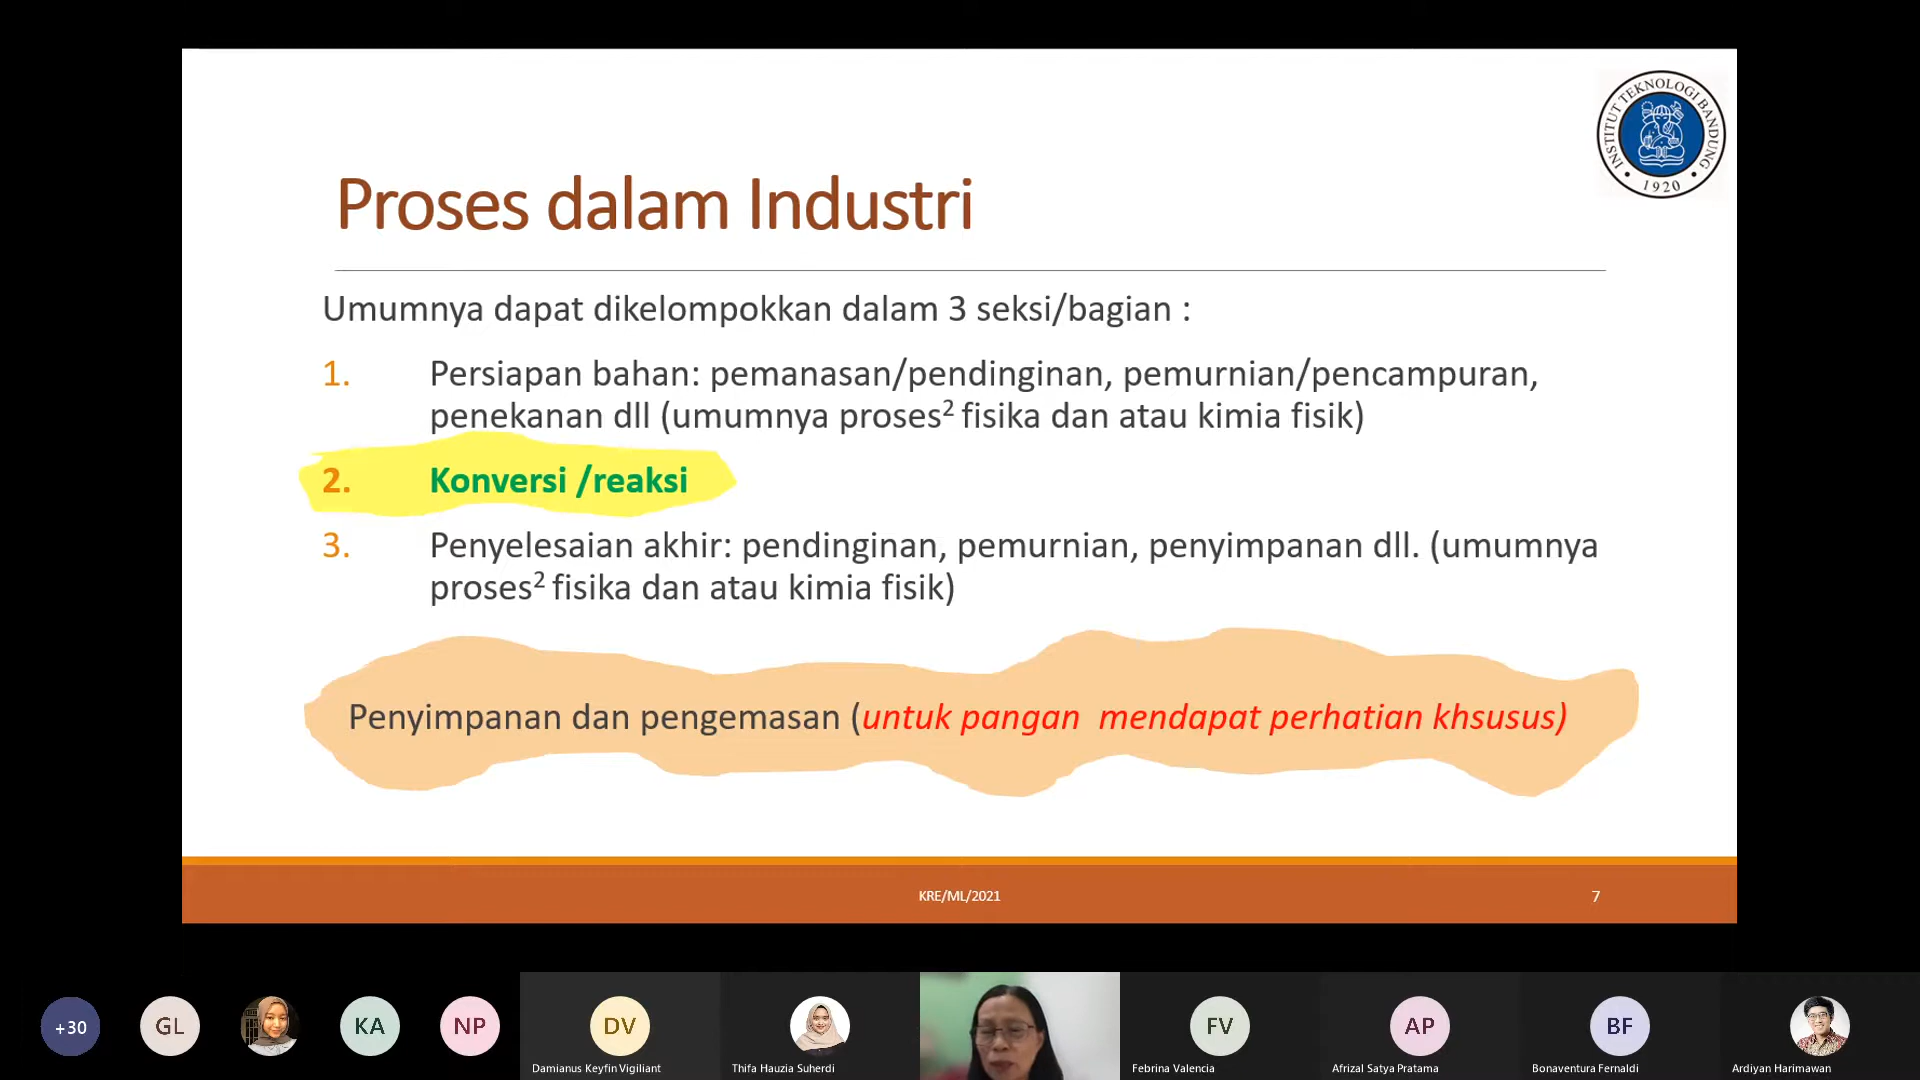 INSTITUT TEKNOLOGI BANDUNG
1920
Proses dalam Industri
Umumnya dapat dikelompokkan dalam 3 seksi/bagian :
1. Persiapan bahan: pemanasan/pendinginan, pemurnian/pencampuran,
penekanan dll (umumnya proses² fisika dan atau kimia fisik)
2. Konversi /reaksi
3. Penyelesaian akhir: pendinginan, pemurnian, penyimpanan dll. (umumnya
proses² fisika dan atau kimia fisik)
Penyimpanan dan pengemasan (untuk pangan mendapat perhatian khsusus)
KRE/ML/2021
7
+30
GL
KA
NP
DV
FV
AP
BF
Damianus Keyfin Vigiliant
Thifa Hauzia Suherdi
Febrina Valencia
Afrizal Satya Pratama
Bonaventura Fernaldi
Ardiyan Harimawan